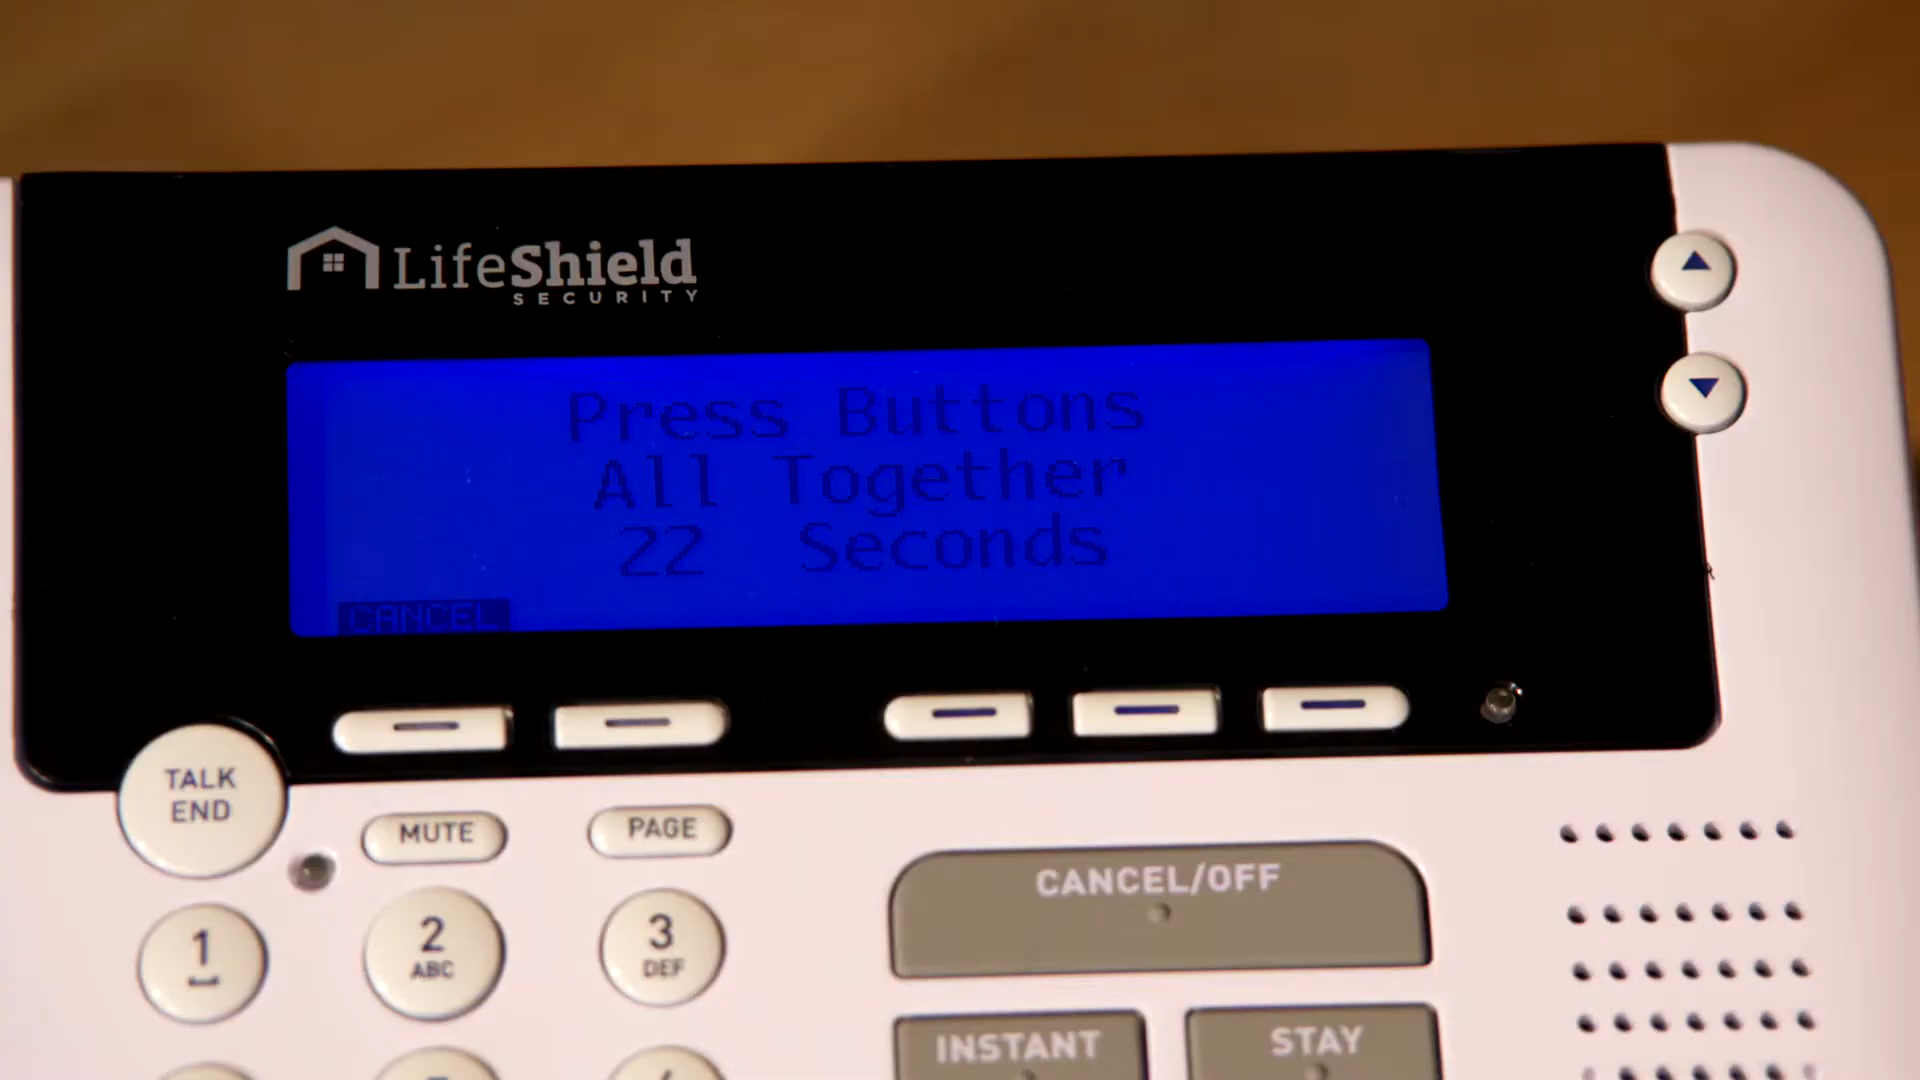 LifeShield
SECURITY
Press Buttons
All Together
22 Seconds
CANCEL
TALK
END
MUTE
PAGE
CANCEL/OFF
1
2
ABC
3
DEF
INSTANT
STAY